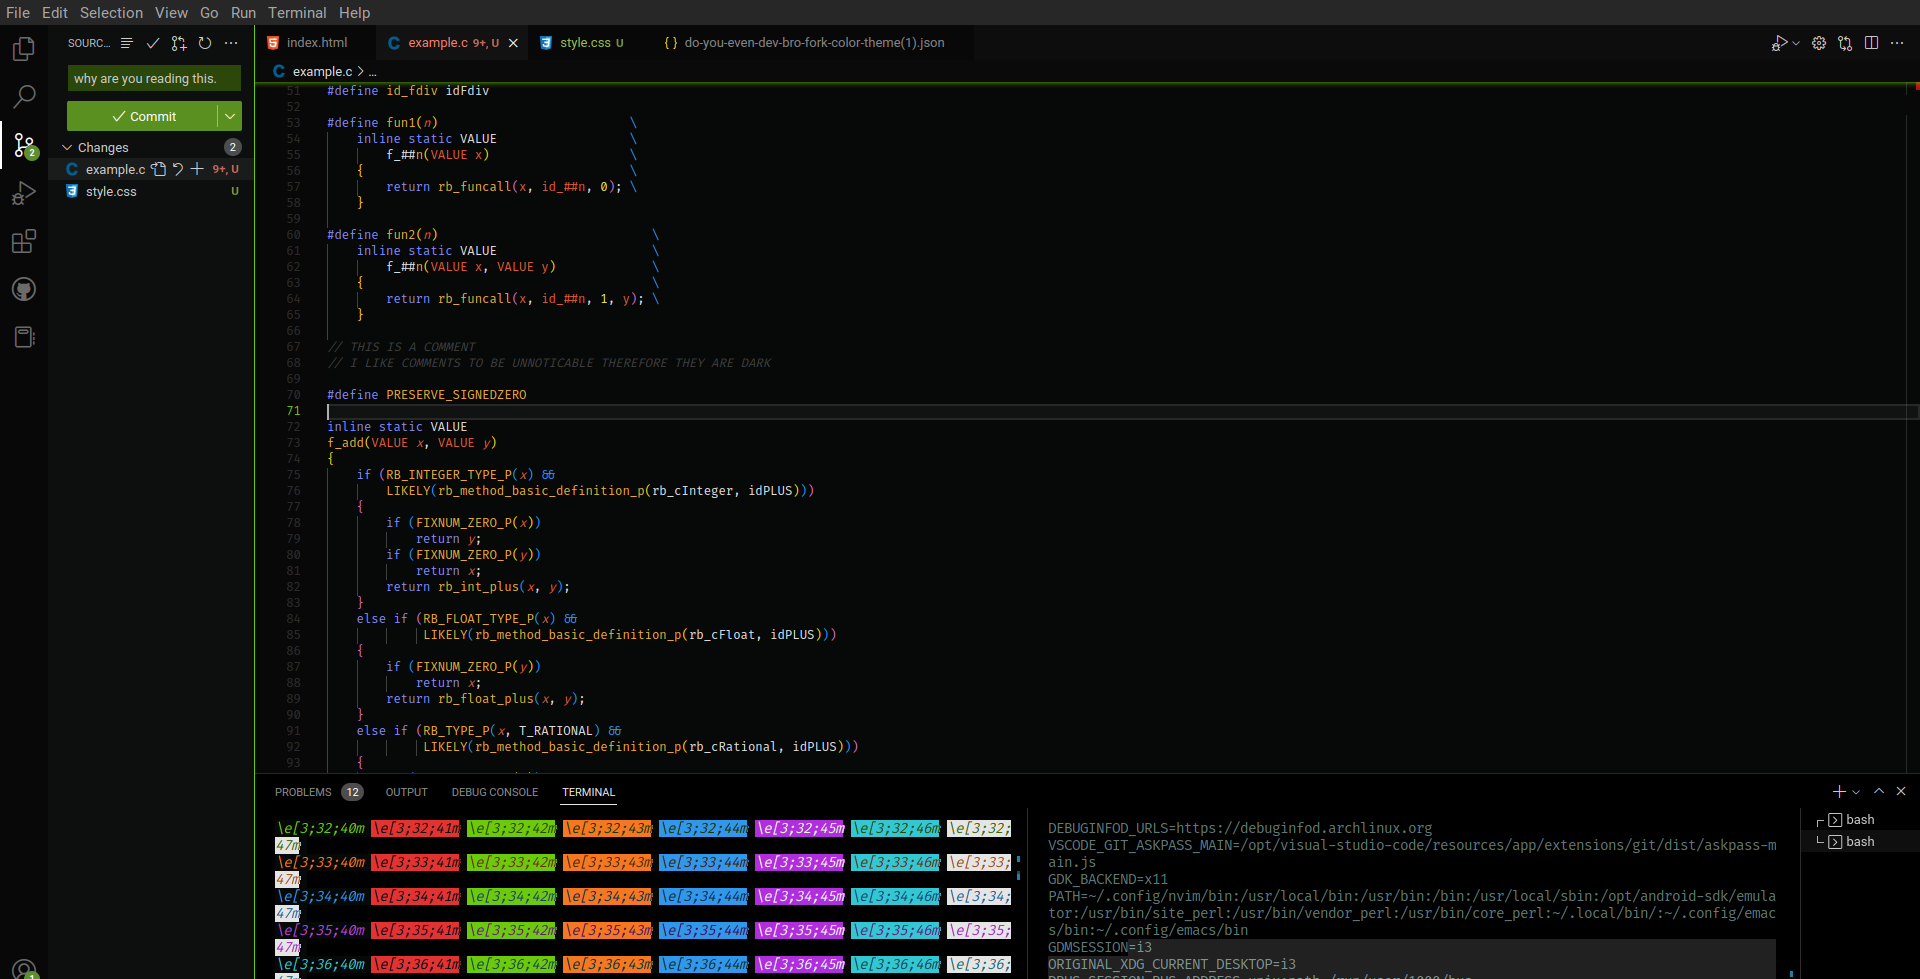 File Edit Selection View Go Run Terminal Help
SOURC...
index.html
example.c 9+, U
style.css U
{ } do-you-even-dev-bro-fork-color-theme(1).json
example.c > ...
why are you reading this.
Commit
Changes 2
example.c 9+, U
style.css U
2
1
51 #define id_fdiv idFdiv
52
53 #define fun1(n) \
54 inline static VALUE \
55 f_##n(VALUE x) \
56 { \
57 return rb_funcall(x, id_##n, 0); \
58 }
59
60 #define fun2(n) \
61 inline static VALUE \
62 f_##n(VALUE x, VALUE y) \
63 { \
64 return rb_funcall(x, id_##n, 1, y); \
65 }
66
67 // THIS IS A COMMENT
68 // I LIKE COMMENTS TO BE UNNOTICABLE THEREFORE THEY ARE DARK
69
70 #define PRESERVE_SIGNEDZERO
71
72 inline static VALUE
73 f_add(VALUE x, VALUE y)
74 {
75 if (RB_INTEGER_TYPE_P(x) &&
76 LIKELY(rb_method_basic_definition_p(rb_cInteger, idPLUS)))
77 {
78 if (FIXNUM_ZERO_P(x))
79 return y;
80 if (FIXNUM_ZERO_P(y))
81 return x;
82 return rb_int_plus(x, y);
83 }
84 else if (RB_FLOAT_TYPE_P(x) &&
85 LIKELY(rb_method_basic_definition_p(rb_cFloat, idPLUS)))
86 {
87 if (FIXNUM_ZERO_P(y))
88 return x;
89 return rb_float_plus(x, y);
90 }
91 else if (RB_TYPE_P(x, T_RATIONAL) &&
92 LIKELY(rb_method_basic_definition_p(rb_cRational, idPLUS)))
93 {
PROBLEMS 12 OUTPUT DEBUG CONSOLE TERMINAL
\e[3;32;40m \e[3;32;41m \e[3;32;42m \e[3;32;43m \e[3;32;44m \e[3;32;45m \e[3;32;46m \e[3;32;
47m
\e[3;33;40m \e[3;33;41m \e[3;33;42m \e[3;33;43m \e[3;33;44m \e[3;33;45m \e[3;33;46m \e[3;33;
47m
\e[3;34;40m \e[3;34;41m \e[3;34;42m \e[3;34;43m \e[3;34;44m \e[3;34;45m \e[3;34;46m \e[3;34;
47m
\e[3;35;40m \e[3;35;41m \e[3;35;42m \e[3;35;43m \e[3;35;44m \e[3;35;45m \e[3;35;46m \e[3;35;
47m
\e[3;36;40m \e[3;36;41m \e[3;36;42m \e[3;36;43m \e[3;36;44m \e[3;36;45m \e[3;36;46m \e[3;36;
DEBUGINFOD_URLS=https://debuginfod.archlinux.org
VSCODE_GIT_ASKPASS_MAIN=/opt/visual-studio-code/resources/app/extensions/git/dist/askpass-m
ain.js
GDK_BACKEND=x11
PATH=~/.config/nvim/bin:/usr/local/bin:/usr/bin:/bin:/usr/local/sbin:/opt/android-sdk/emula
tor:/usr/bin/site_perl:/usr/bin/vendor_perl:/usr/bin/core_perl:~/.local/bin/:~/.config/emac
s/bin:~/.config/emacs/bin
GDMSESSION=i3
ORIGINAL_XDG_CURRENT_DESKTOP=i3
bash
bash